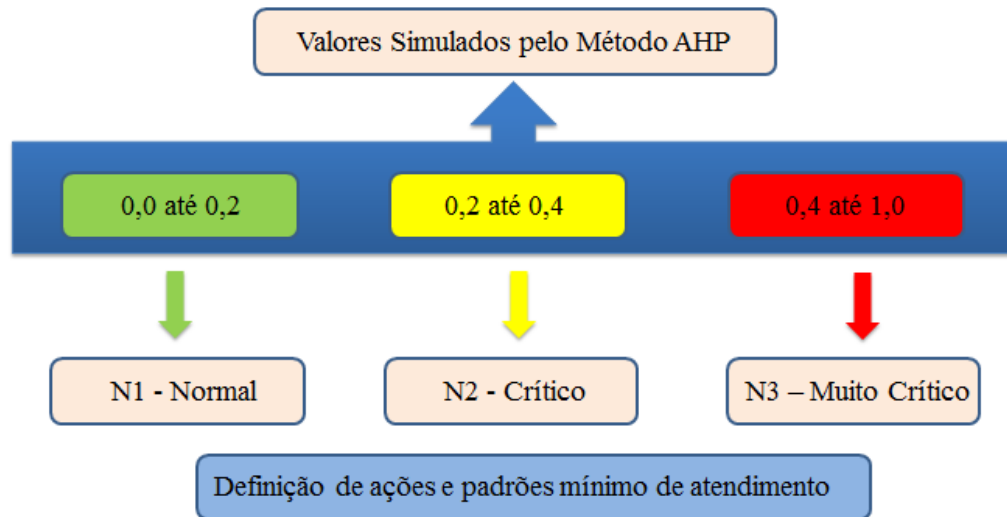 Valores Simulados pelo Método AHP
0,0 até 0,2
0,2 até 0,4
0,4 até 1,0
N1 - Normal
N2 - Crítico
N3 – Muito Crítico
Definição de ações e padrões mínimo de atendimento